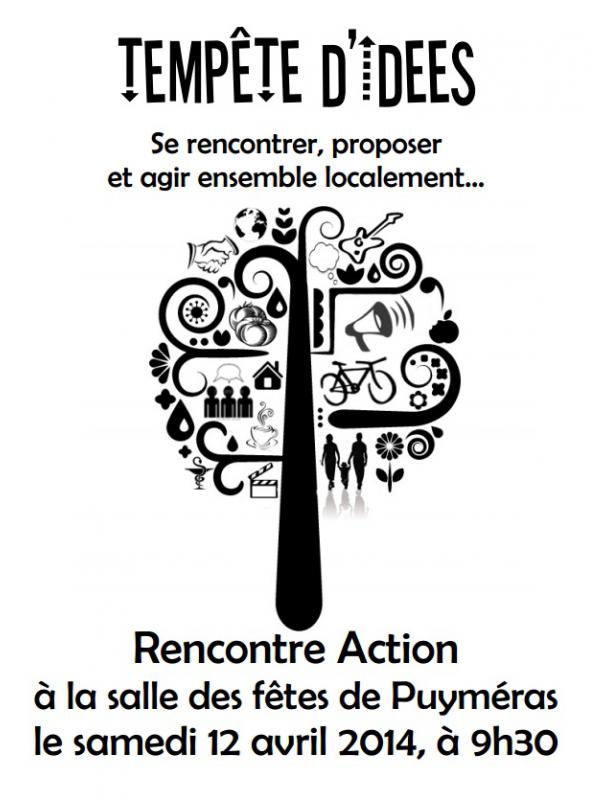 TEMPÊTE D'IDEES
Se rencontrer, proposer
et agir ensemble localement...
Rencontre Action
à la salle des fêtes de Puyméras
le samedi 12 avril 2014, à 9h30